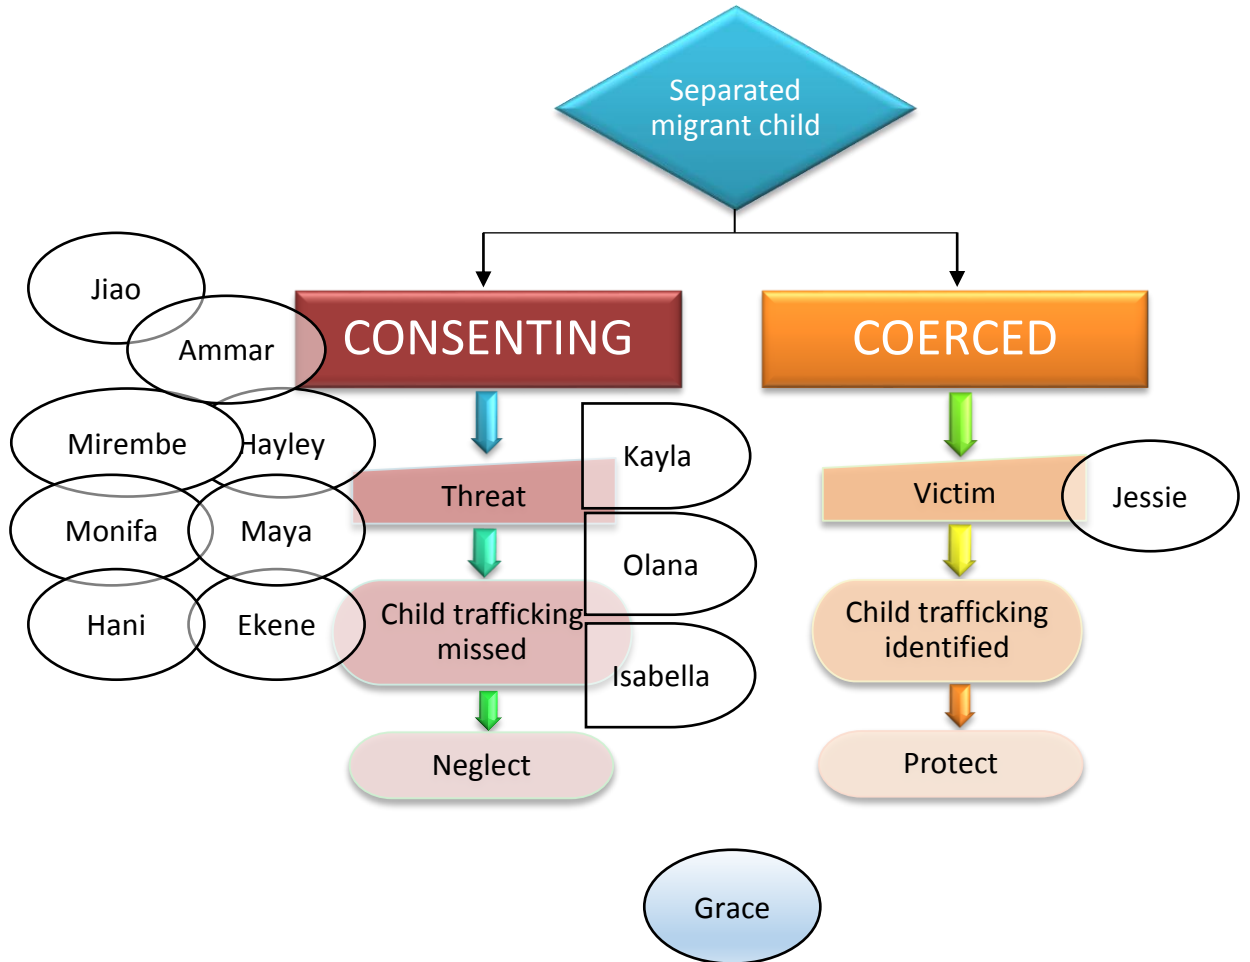 Separated
migrant child
CONSENTING
COERCED
Jiao
Ammar
Mirembe
Hayley
Monifa
Maya
Hani
Ekene
Threat
Kayla
Olana
Isabella
Child trafficking
missed
Neglect
Victim
Jessie
Child trafficking
identified
Protect
Grace